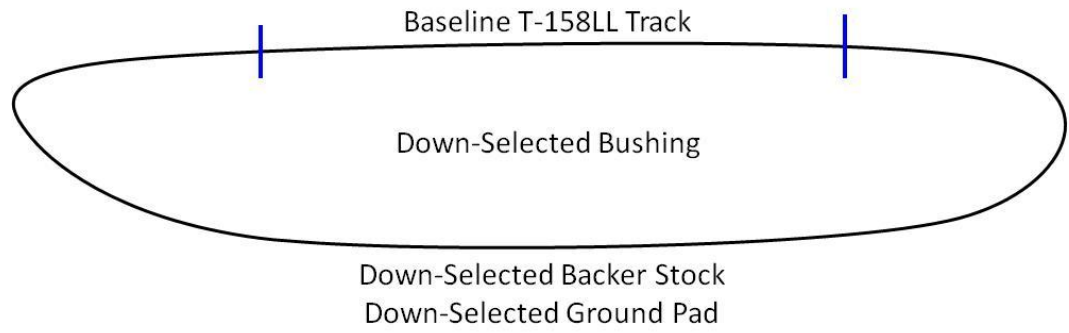 Baseline T-158LL Track
Down-Selected Bushing
Down-Selected Backer Stock
Down-Selected Ground Pad